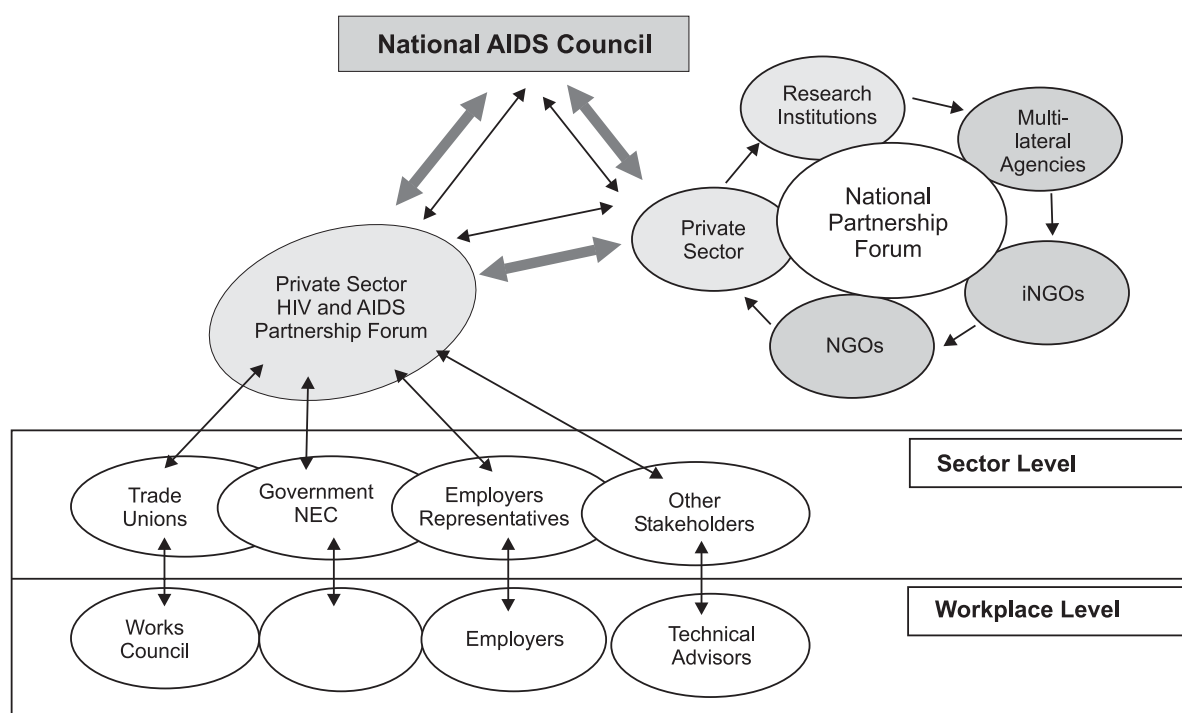 National AIDS Council
Research
Institutions
Multi-
lateral
Agencies
National
Partnership
Forum
Private
Sector
iNGOs
NGOs
Private Sector
HIV and AIDS
Partnership Forum
Sector Level
Trade
Unions
Government
NEC
Employers
Representatives
Other
Stakeholders
Workplace Level
Works
Council
Employers
Technical
Advisors